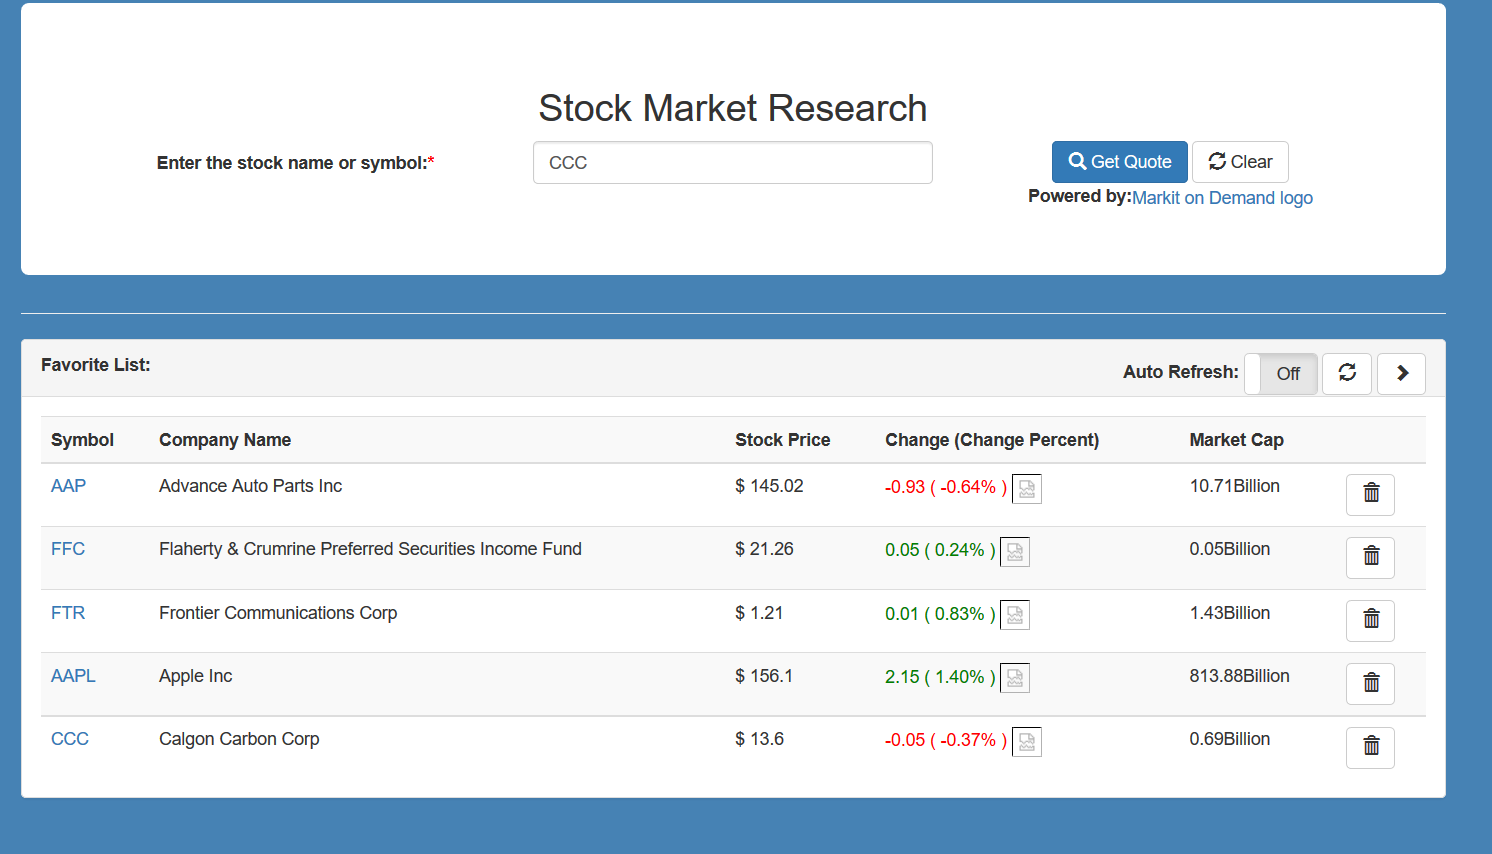 Stock Market Research
Enter the stock name or symbol:* CCC Get Quote Clear
Powered by:Markit on Demand logo
Favorite List: Auto Refresh: Off
Symbol Company Name Stock Price Change (Change Percent) Market Cap
AAP Advance Auto Parts Inc $ 145.02 -0.93 ( -0.64% ) 10.71Billion
FFC Flaherty & Crumrine Preferred Securities Income Fund $ 21.26 0.05 ( 0.24% ) 0.05Billion
FTR Frontier Communications Corp $ 1.21 0.01 ( 0.83% ) 1.43Billion
AAPL Apple Inc $ 156.1 2.15 ( 1.40% ) 813.88Billion
CCC Calgon Carbon Corp $ 13.6 -0.05 ( -0.37% ) 0.69Billion